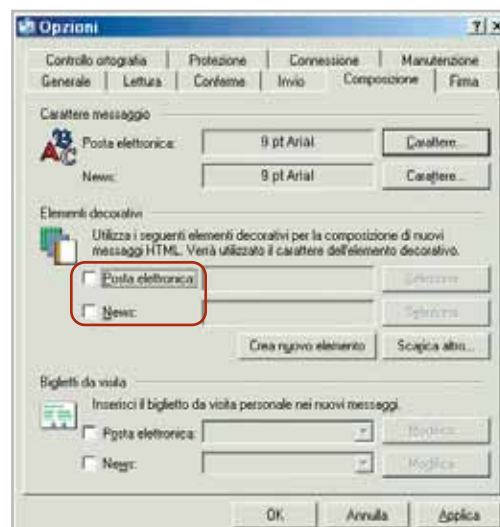 Opzioni
Controllo ortografia Protezione Connessione Manutenzione
Generale Lettura Conferme Invio Composizione Firma
Carattere messaggio
Posta elettronica: 9 pt Arial Carattere...
News: 9 pt Arial Carattere...
Elementi decorativi
Utilizza i seguenti elementi decorativi per la composizione di nuovi
messaggi HTML. Verrà utilizzato il carattere dell'elemento decorativo.
Posta elettronica: Seleziona
News: Seleziona
Crea nuovo elemento Scarica altro...
Biglietti da visita
Inserisci il biglietto da visita personale nei nuovi messaggi.
Posta elettronica: Modifica
News: Modifica
OK Annulla Applica